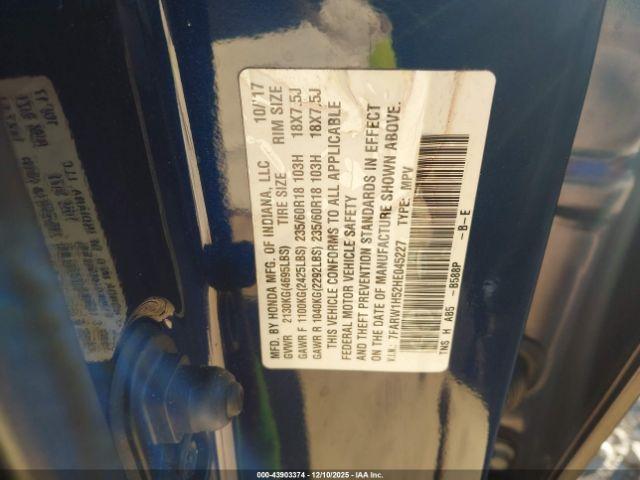 MFD. BY HONDA MFG. OF INDIANA, LLC 10/'17
GVWR 2130KG(4695LBS) TIRE SIZE RIM SIZE
GAWR F 1100KG(2425LBS) 235/60R18 103H 18X7.5J
GAWR R 1040KG(2292LBS) 235/60R18 103H 18X7.5J
THIS VEHICLE CONFORMS TO ALL APPLICABLE
FEDERAL MOTOR VEHICLE SAFETY
AND THEFT PREVENTION STANDARDS IN EFFECT
ON THE DATE OF MANUFACTURE SHOWN ABOVE.
V.I.N. 7FARW1H52HE045227 TYPE: MPV
TNS H A85 -B588P -B-E
00-43903374 - 12/10/2025 - IAA Inc.